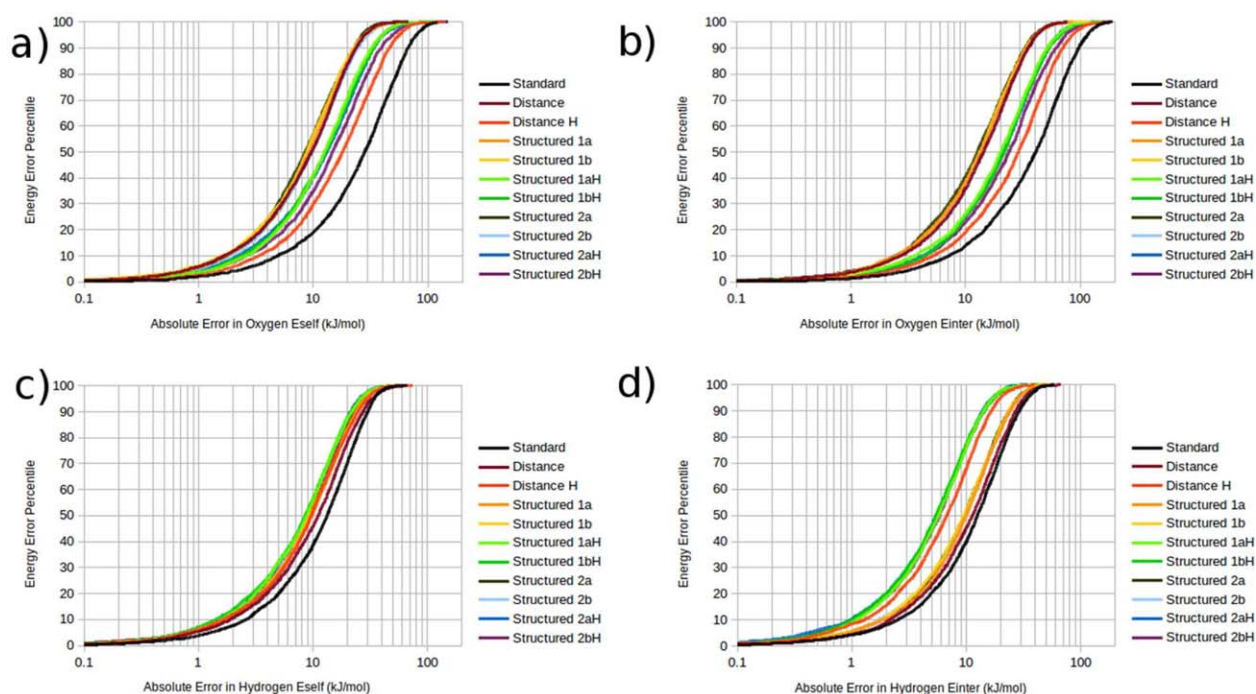 a)
Energy Error Percentile
100
90
80
70
60
50
40
30
20
10
0
0.1 1 10 100
Absolute Error in Oxygen Eself (kJ/mol)
Standard
Distance
Distance H
Structured 1a
Structured 1b
Structured 1aH
Structured 1bH
Structured 2a
Structured 2b
Structured 2aH
Structured 2bH
b)
Energy Error Percentile
100
90
80
70
60
50
40
30
20
10
0
0.1 1 10 100
Absolute Error in Oxygen Einter (kJ/mol)
Standard
Distance
Distance H
Structured 1a
Structured 1b
Structured 1aH
Structured 1bH
Structured 2a
Structured 2b
Structured 2aH
Structured 2bH
c)
Energy Error Percentile
100
90
80
70
60
50
40
30
20
10
0
0.1 1 10 100
Absolute Error in Hydrogen Eself (kJ/mol)
Standard
Distance
Distance H
Structured 1a
Structured 1b
Structured 1aH
Structured 1bH
Structured 2a
Structured 2b
Structured 2aH
Structured 2bH
d)
Energy Error Percentile
100
90
80
70
60
50
40
30
20
10
0
0.1 1 10 100
Absolute Error in Hydrogen Einter (kJ/mol)
Standard
Distance
Distance H
Structured 1a
Structured 1b
Structured 1aH
Structured 1bH
Structured 2a
Structured 2b
Structured 2aH
Structured 2bH